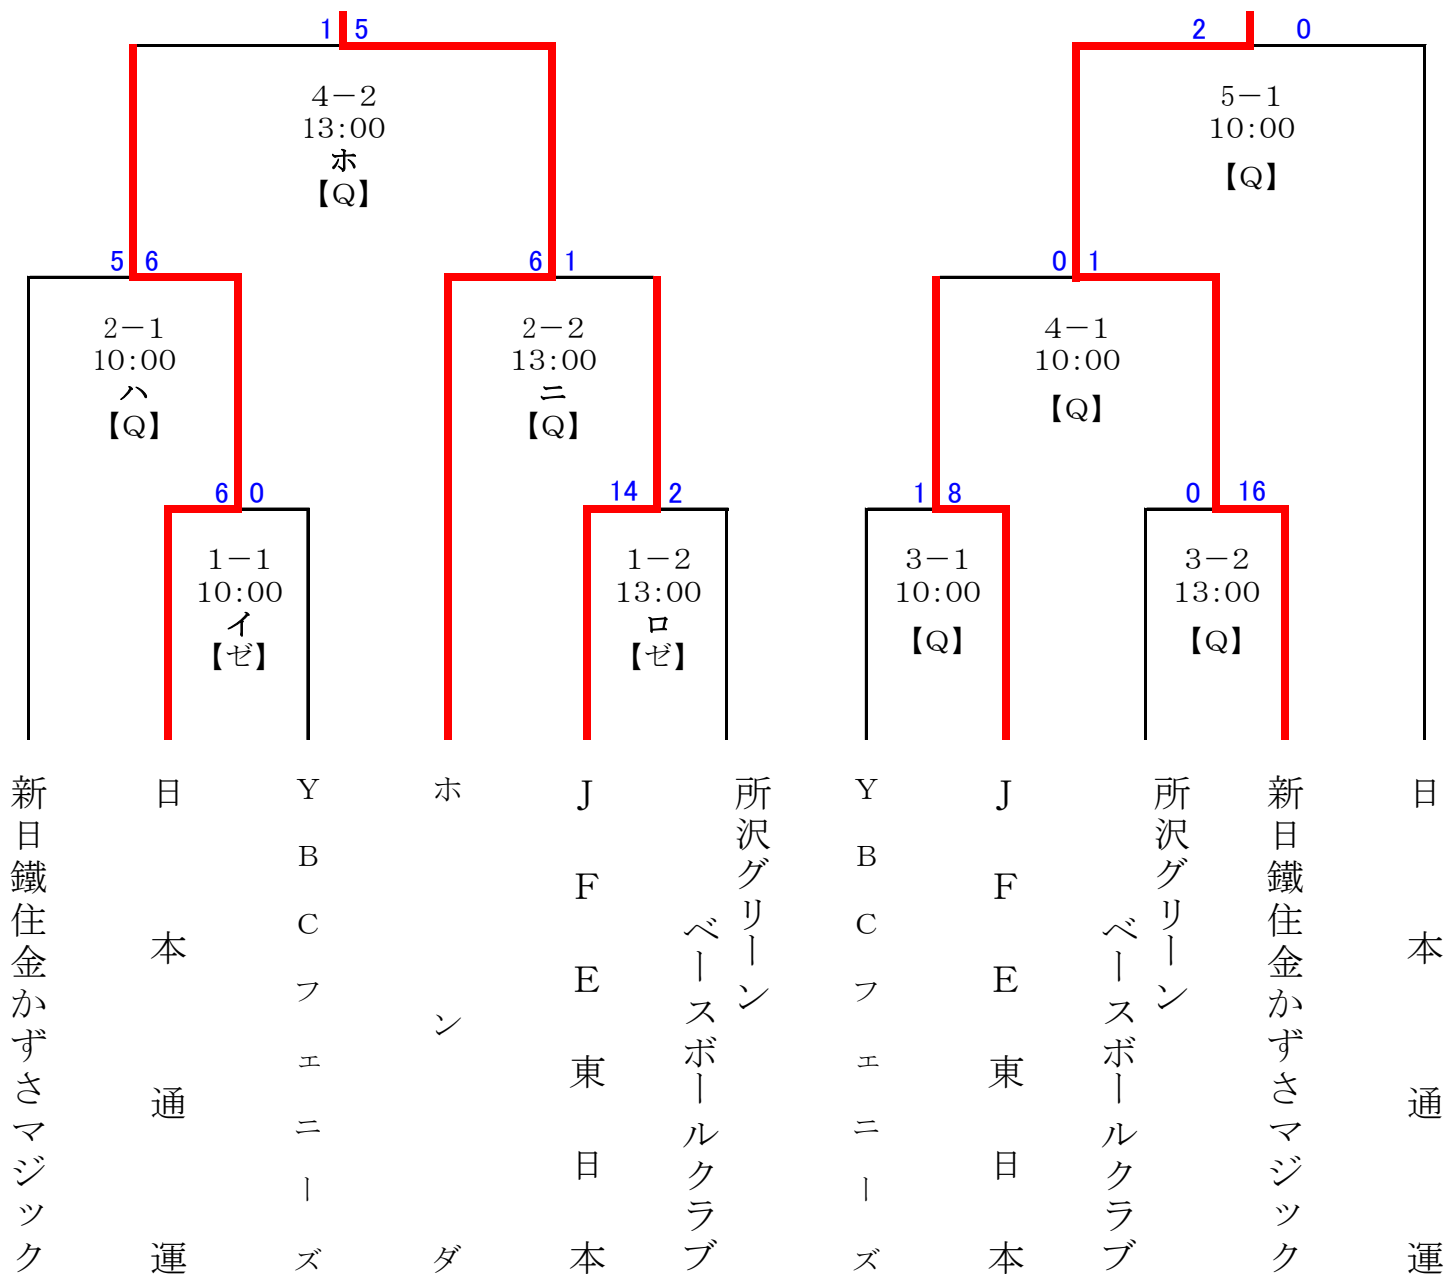 1 5
2 0
4-2
13:00
ホ
【Q】
5-1
10:00
【Q】
5 6
6 1
0 1
2-1
10:00
ハ
【Q】
2-2
13:00
ニ
【Q】
4-1
10:00
【Q】
6 0
14 2
1 8
0 16
1-1
10:00
イ
【ゼ】
1-2
13:00
ロ
【ゼ】
3-1
10:00
【Q】
3-2
13:00
【Q】
新日鐵住金かずさマジック
日本通運
YBCフェニーズ
ホンダ
JFE東日本
所沢グリーン
ベースボールクラブ
YBCフェニーズ
JFE東日本
所沢グリーン
ベースボールクラブ
新日鐵住金かずさマジック
日本通運